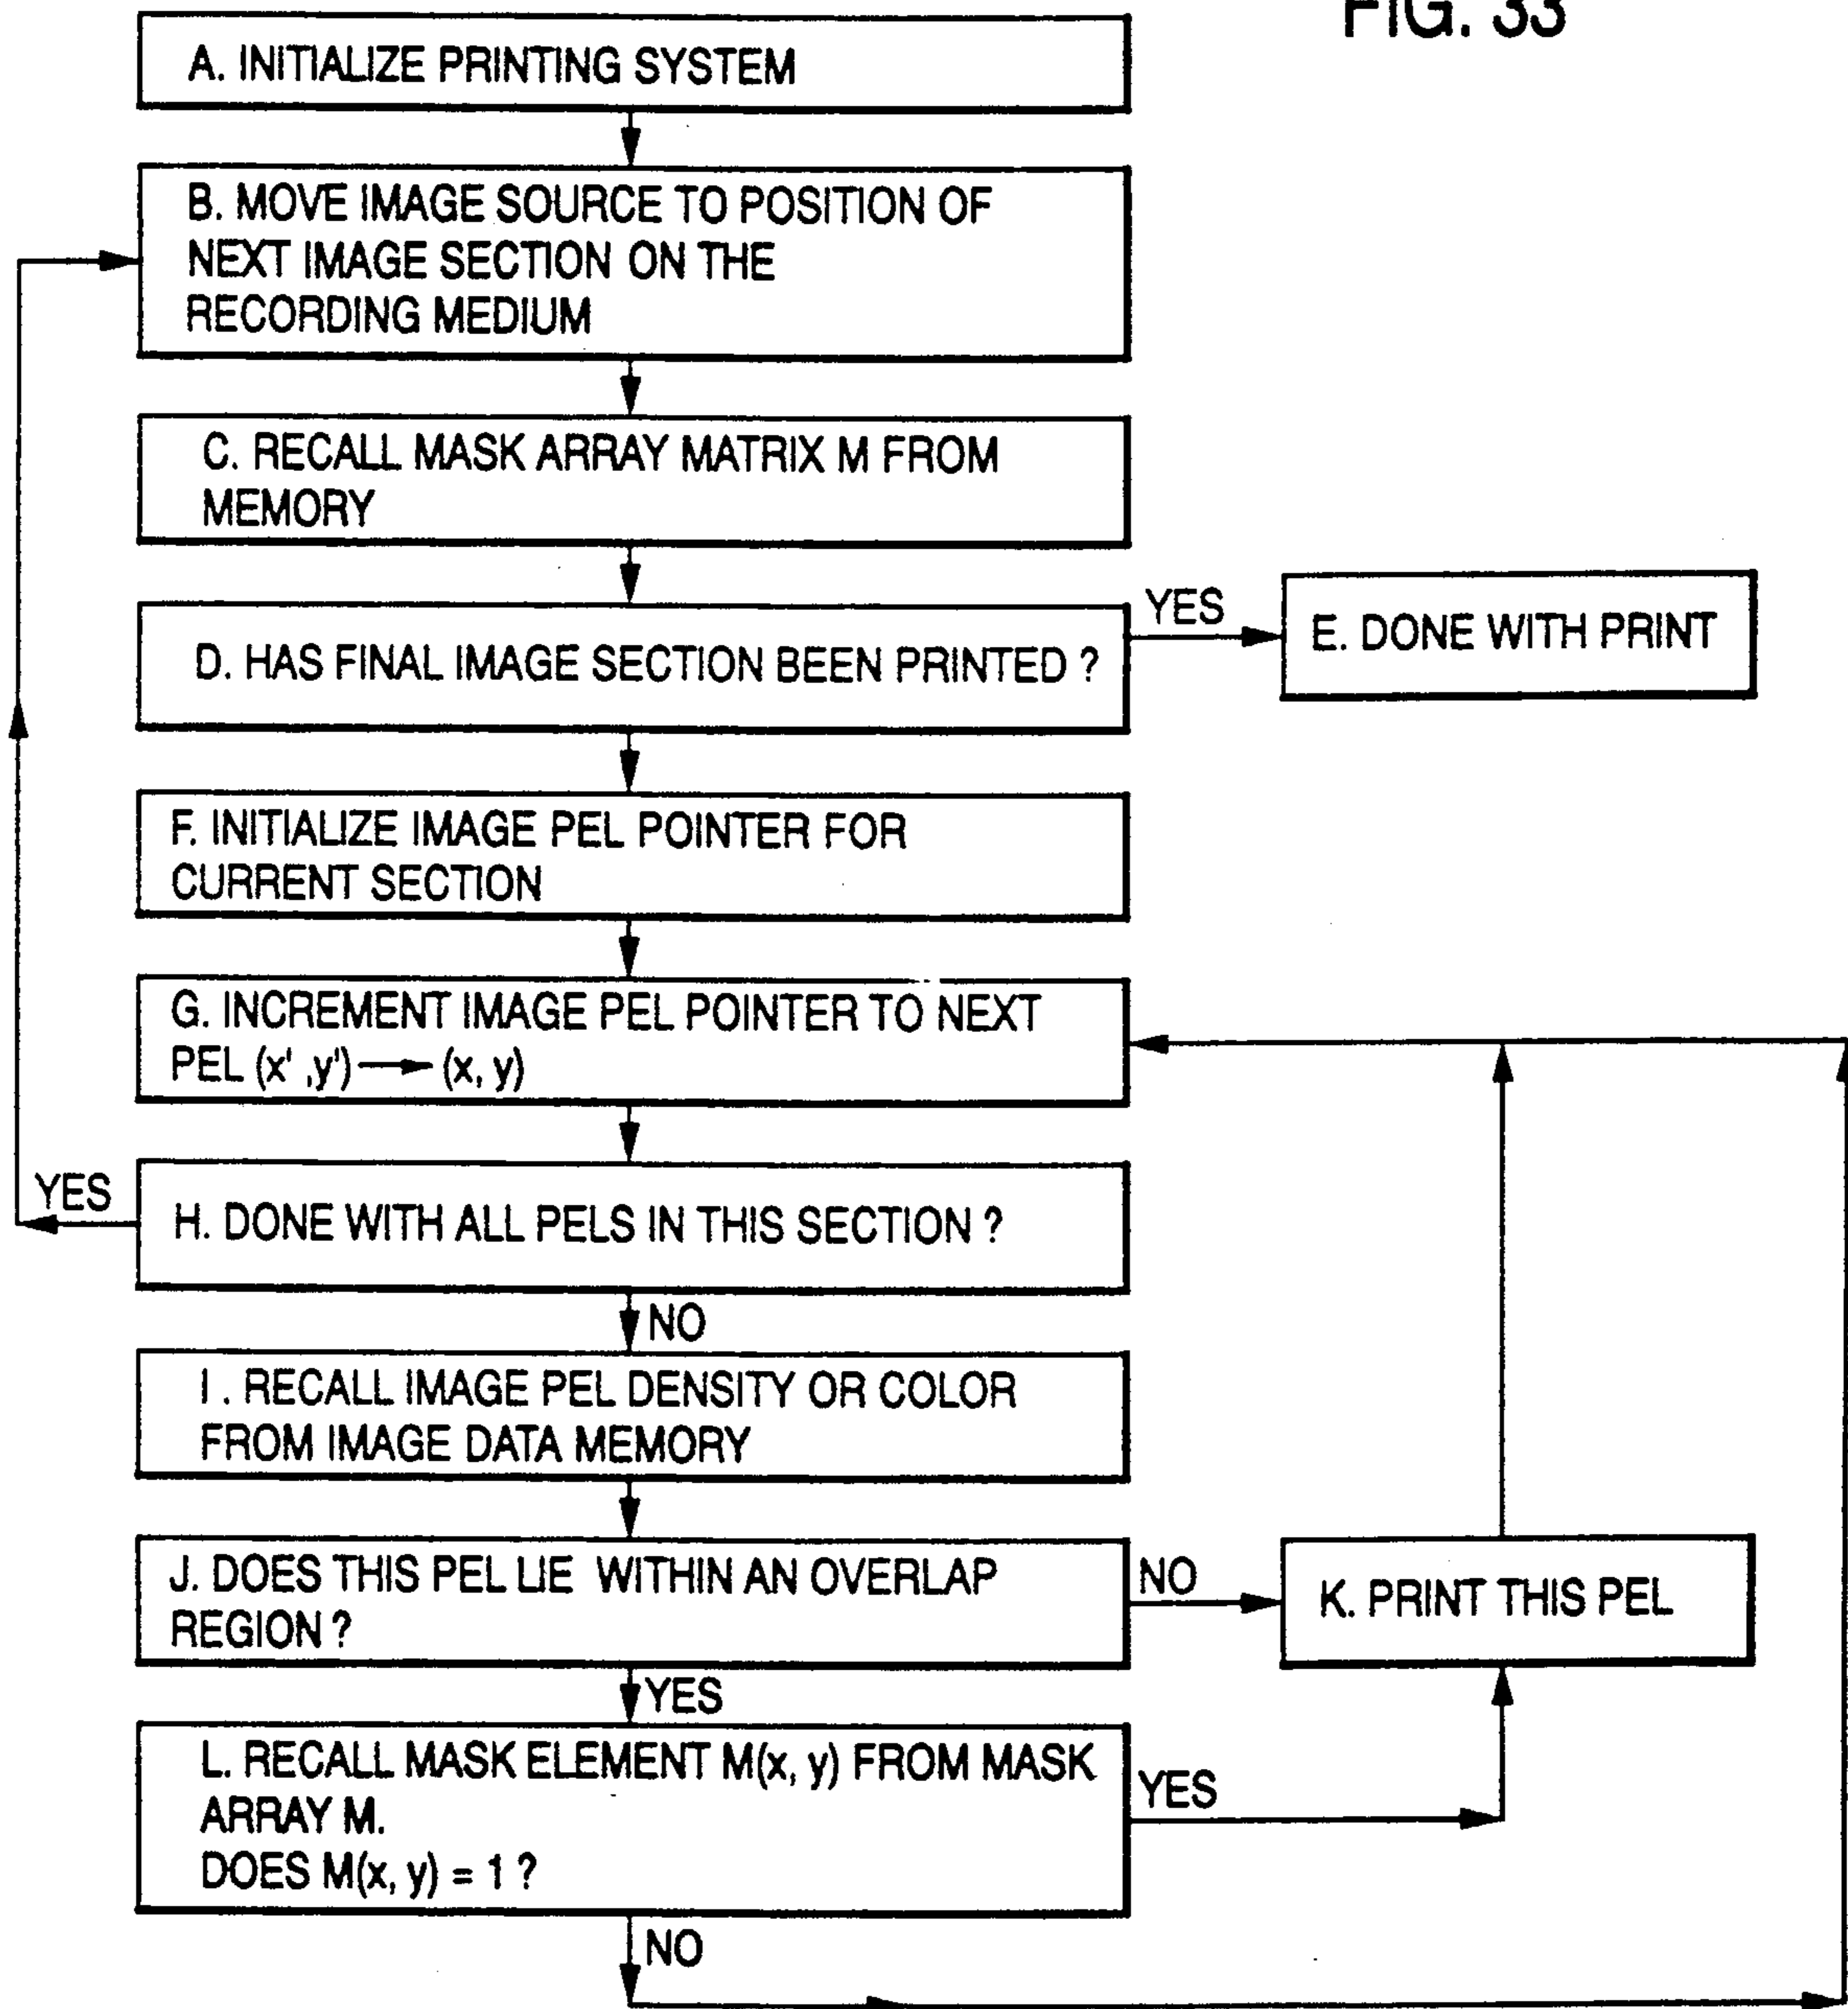 FIG. 33
A. INITIALIZE PRINTING SYSTEM
B. MOVE IMAGE SOURCE TO POSITION OF
NEXT IMAGE SECTION ON THE
RECORDING MEDIUM
C. RECALL MASK ARRAY MATRIX M FROM
MEMORY
D. HAS FINAL IMAGE SECTION BEEN PRINTED ?
YES
E. DONE WITH PRINT
F. INITIALIZE IMAGE PEL POINTER FOR
CURRENT SECTION
G. INCREMENT IMAGE PEL POINTER TO NEXT
PEL (x' ,y') → (x, y)
YES
H. DONE WITH ALL PELS IN THIS SECTION ?
NO
I . RECALL IMAGE PEL DENSITY OR COLOR
FROM IMAGE DATA MEMORY
J. DOES THIS PEL LIE WITHIN AN OVERLAP
REGION ?
NO
K. PRINT THIS PEL
YES
L. RECALL MASK ELEMENT M(x, y) FROM MASK
ARRAY M.
DOES M(x, y) = 1 ?
YES
NO